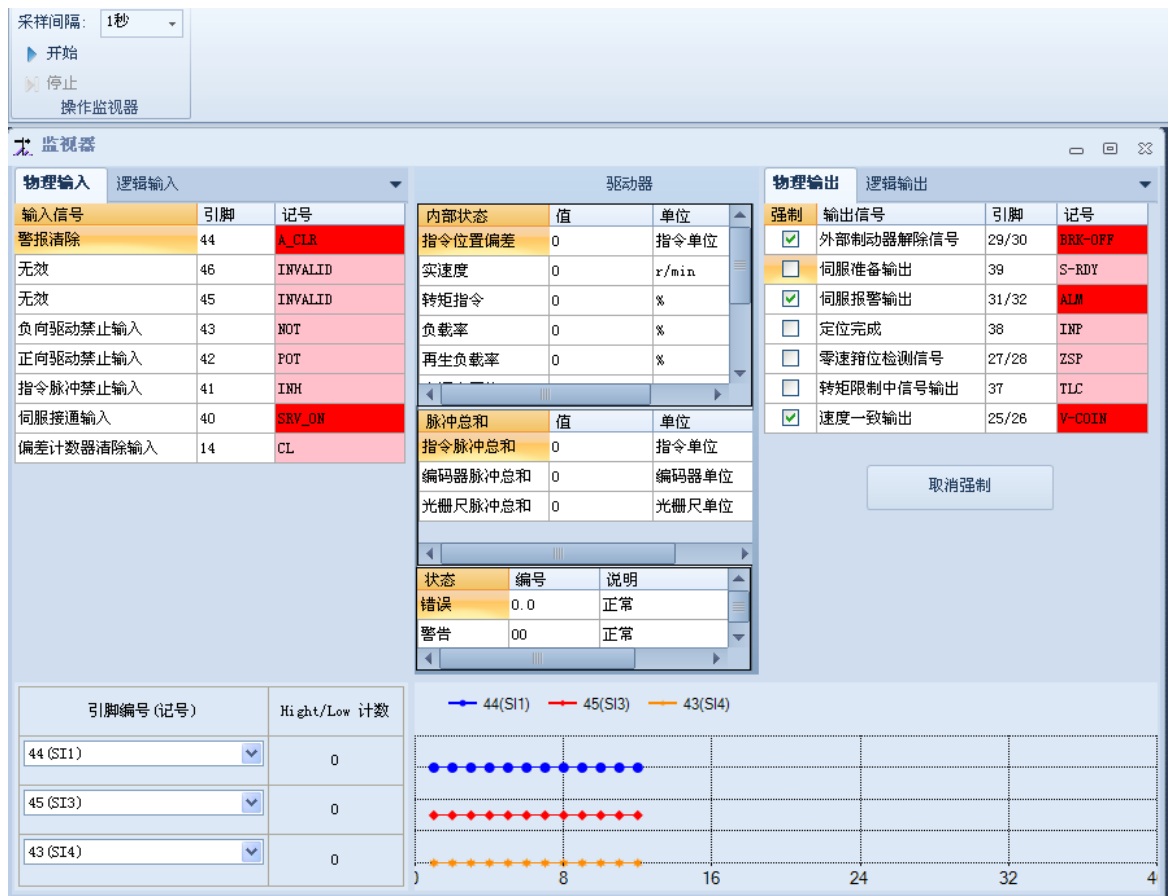 采样间隔: 1秒
开始
停止
操作监视器
监视器
物理输入 逻辑输入
输入信号 引脚 记号
警报清除 44 A_CLR
无效 46 INVALID
无效 45 INVALID
负向驱动禁止输入 43 NOT
正向驱动禁止输入 42 POT
指令脉冲禁止输入 41 INH
伺服接通输入 40 SRV_ON
偏差计数器清除输入 14 CL
驱动器
内部状态 值 单位
指令位置偏差 0 指令单位
实速度 0 r/min
转矩指令 0 %
负载率 0 %
再生负载率 0 %
脉冲总和 值 单位
指令脉冲总和 0 指令单位
编码器脉冲总和 0 编码器单位
光栅尺脉冲总和 0 光栅尺单位
状态 编号 说明
错误 0.0 正常
警告 00 正常
物理输出 逻辑输出
强制 输出信号 引脚 记号
外部制动器解除信号 29/30 BRK-OFF
伺服准备输出 39 S-RDY
伺服报警输出 31/32 ALM
定位完成 38 INP
零速箝位检测信号 27/28 ZSP
转矩限制中信号输出 37 TLC
速度一致输出 25/26 V-COIN
取消强制
引脚编号(记号) Hight/Low 计数
44(SI1) 0
45(SI3) 0
43(SI4) 0
44(SI1) 45(SI3) 43(SI4)
0 8 16 24 32 4